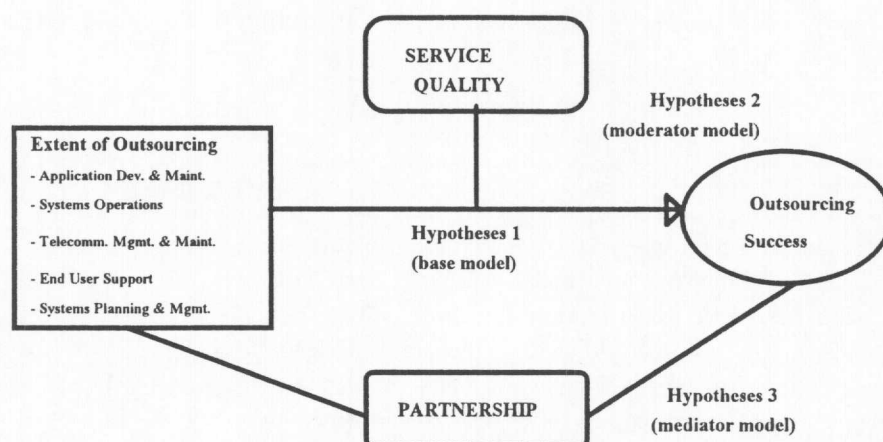 SERVICE
QUALITY
Hypotheses 2
(moderator model)
Extent of Outsourcing
- Application Dev. & Maint.
- Systems Operations
- Telecomm. Mgmt. & Maint.
- End User Support
- Systems Planning & Mgmt.
Hypotheses 1
(base model)
Outsourcing
Success
PARTNERSHIP
Hypotheses 3
(mediator model)